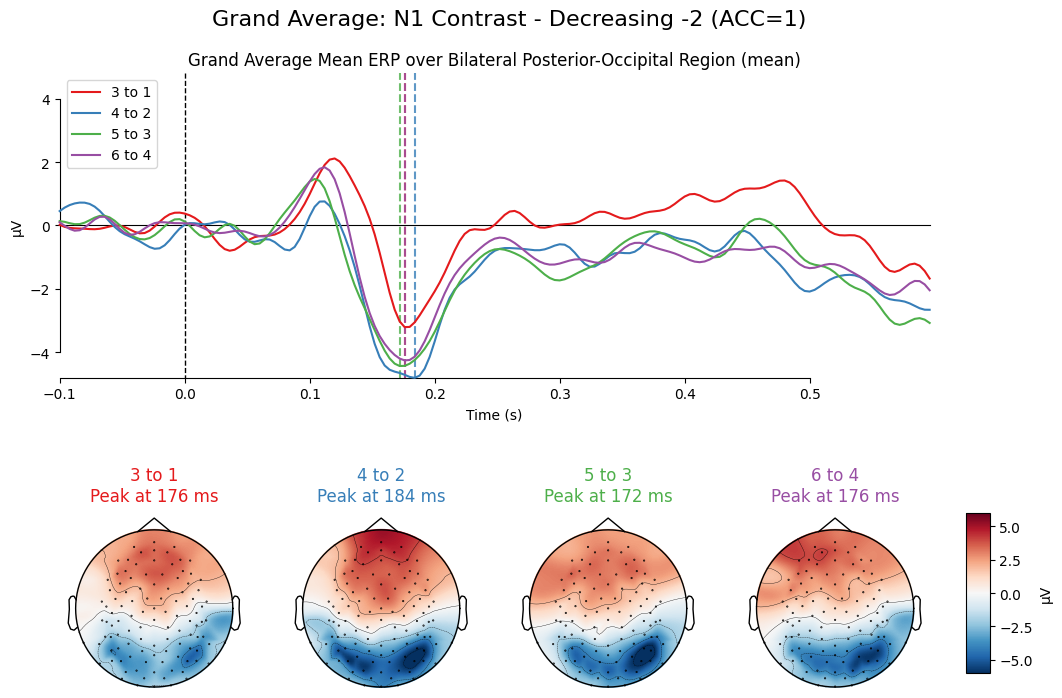 Grand Average: N1 Contrast - Decreasing -2 (ACC=1)
Grand Average Mean ERP over Bilateral Posterior-Occipital Region (mean)
3 to 1
4 to 2
5 to 3
6 to 4
4
2
0
−2
−4
µV
−0.1
0.0
0.1
0.2
0.3
0.4
0.5
Time (s)
3 to 1
Peak at 176 ms
4 to 2
Peak at 184 ms
5 to 3
Peak at 172 ms
6 to 4
Peak at 176 ms
5.0
2.5
0.0
−2.5
−5.0
µV